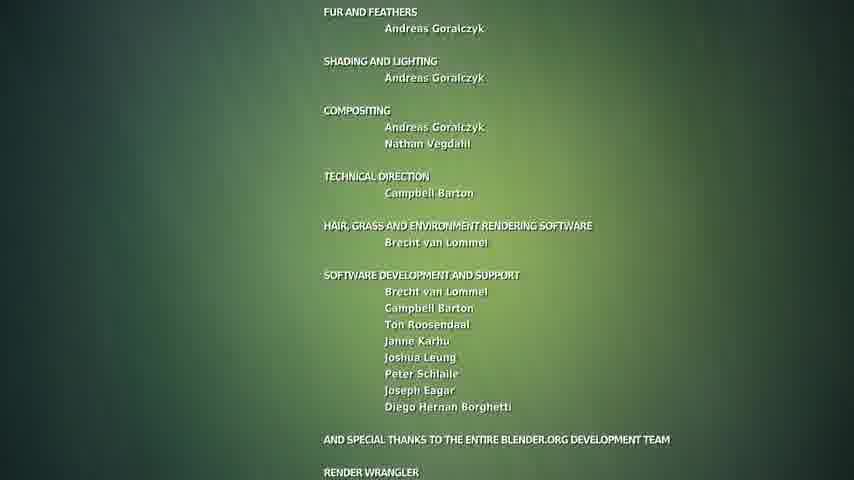 FUR AND FEATHERS
Andreas Goralczyk
SHADING AND LIGHTING
Andreas Goralczyk
COMPOSITING
Andreas Goralczyk
Nathan Vegdahl
TECHNICAL DIRECTION
Campbell Barton
HAIR, GRASS AND ENVIRONMENT RENDERING SOFTWARE
Brecht van Lommel
SOFTWARE DEVELOPMENT AND SUPPORT
Brecht van Lommel
Campbell Barton
Ton Roosendaal
Janne Karhu
Joshua Leung
Peter Schlaile
Joseph Eagar
Diego Hernan Borghetti
AND SPECIAL THANKS TO THE ENTIRE BLENDER.ORG DEVELOPMENT TEAM
RENDER WRANGLER